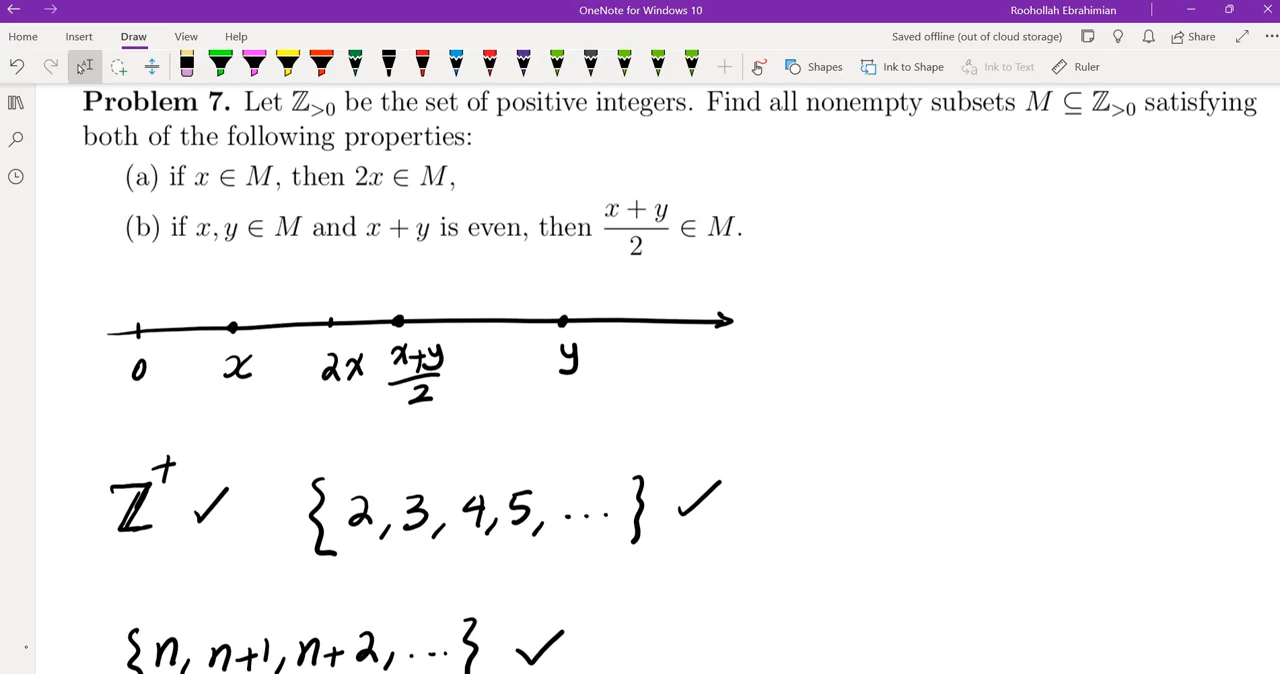 OneNote for Windows 10
Roohollah Ebrahimian
Home Insert Draw View Help
Saved offline (out of cloud storage)
Share
Shapes
Ink to Shape
Ink to Text
Ruler
Problem 7. Let ℤ>0 be the set of positive integers. Find all nonempty subsets M ⊆ ℤ>0 satisfying
both of the following properties:
(a) if x ∈ M, then 2x ∈ M,
(b) if x, y ∈ M and x + y is even, then (x + y)/2 ∈ M.
0 x 2x (x+y)/2 y
ℤ⁺ ✓ {2, 3, 4, 5, ...} ✓
{n, n+1, n+2, ...} ✓